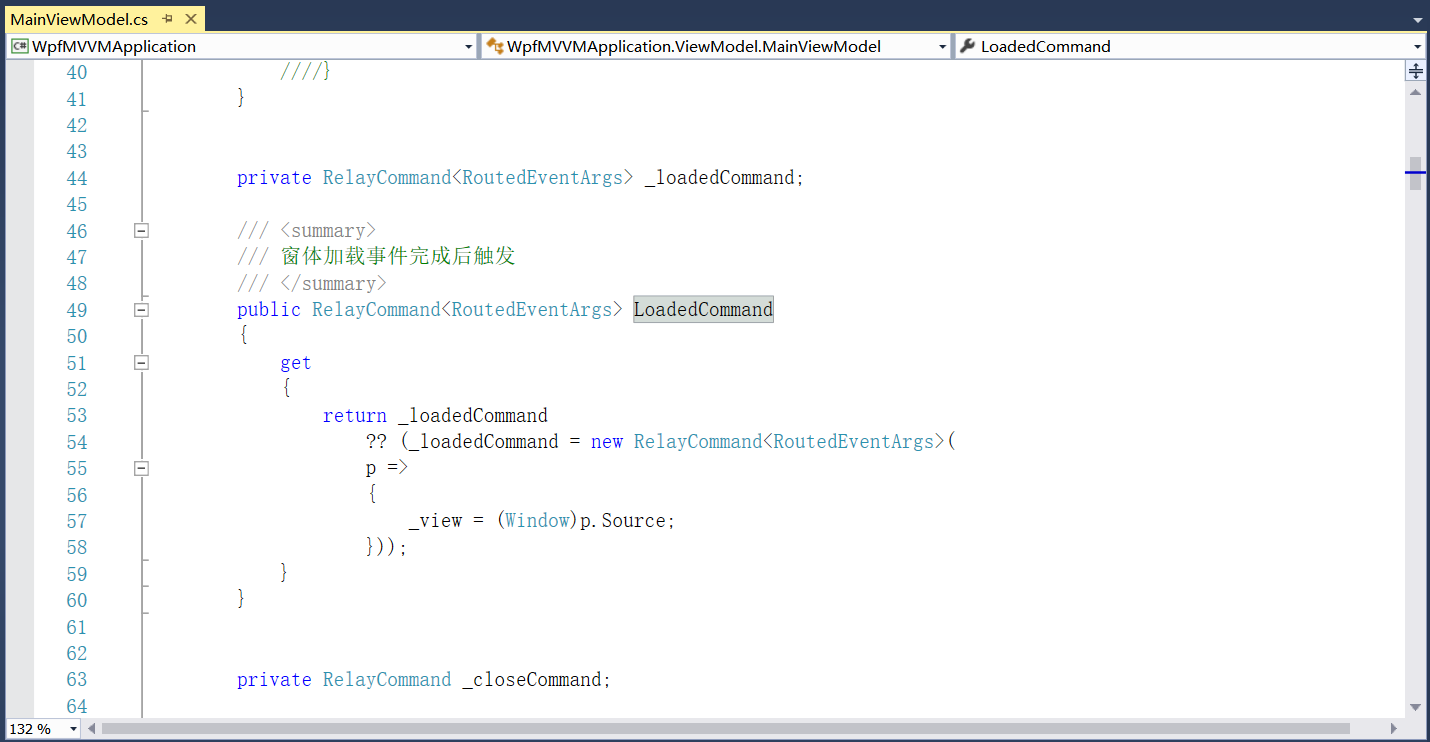 MainViewModel.cs
C# WpfMVVMApplication
WpfMVVMApplication.ViewModel.MainViewModel
LoadedCommand
40 ////}
41 }
42
43
44 private RelayCommand<RoutedEventArgs> _loadedCommand;
45
46 /// <summary>
47 /// 窗体加载事件完成后触发
48 /// </summary>
49 public RelayCommand<RoutedEventArgs> LoadedCommand
50 {
51 get
52 {
53 return _loadedCommand
54 ?? (_loadedCommand = new RelayCommand<RoutedEventArgs>(
55 p =>
56 {
57 _view = (Window)p.Source;
58 }));
59 }
60 }
61
62
63 private RelayCommand _closeCommand;
64
132 %